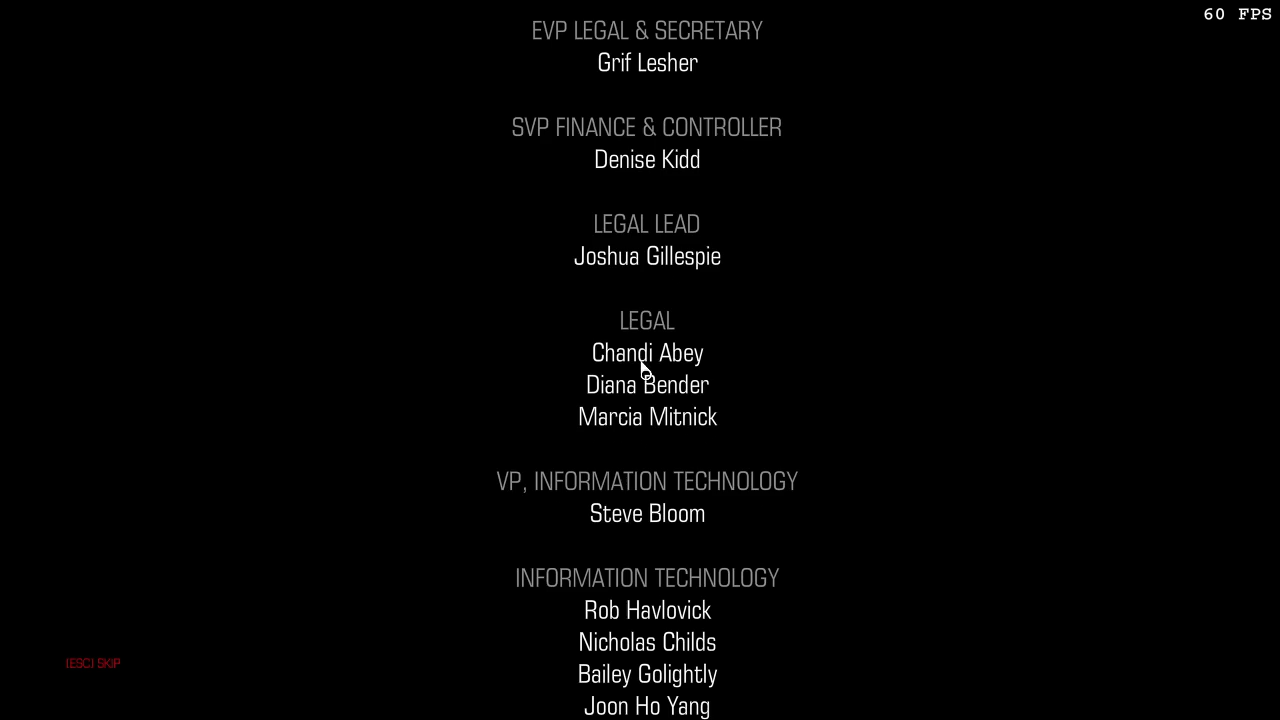 60 FPS
EVP LEGAL & SECRETARY
Grif Lesher
SVP FINANCE & CONTROLLER
Denise Kidd
LEGAL LEAD
Joshua Gillespie
LEGAL
Chandi Abey
Diana Bender
Marcia Mitnick
VP, INFORMATION TECHNOLOGY
Steve Bloom
INFORMATION TECHNOLOGY
Rob Havlovick
Nicholas Childs
[ESC] SKIP
Bailey Golightly
Joon Ho Yang